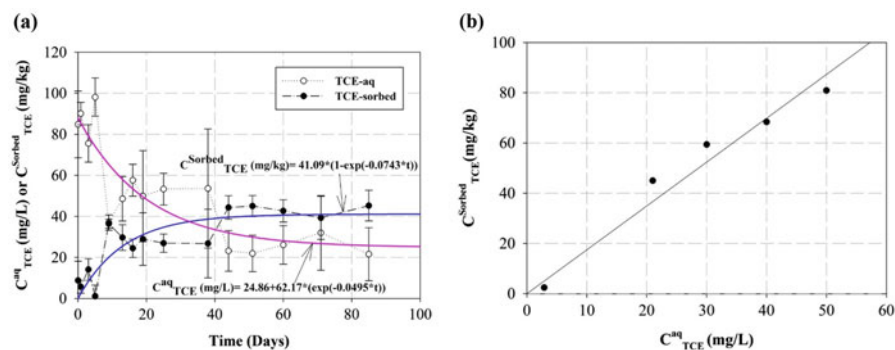 (a)
120
100
80
60
40
20
0
C^aq_TCE (mg/L) or C^Sorbed_TCE (mg/kg)
TCE-aq
TCE-sorbed
C^Sorbed_TCE (mg/kg)= 41.09*(1-exp(-0.0743*t))
C^aq_TCE (mg/L)= 24.86+62.17*(exp(-0.0495*t))
0 20 40 60 80 100
Time (Days)
(b)
100
80
60
40
20
0
C^Sorbed_TCE(mg/kg)
0 10 20 30 40 50 60
C^aq_TCE (mg/L)